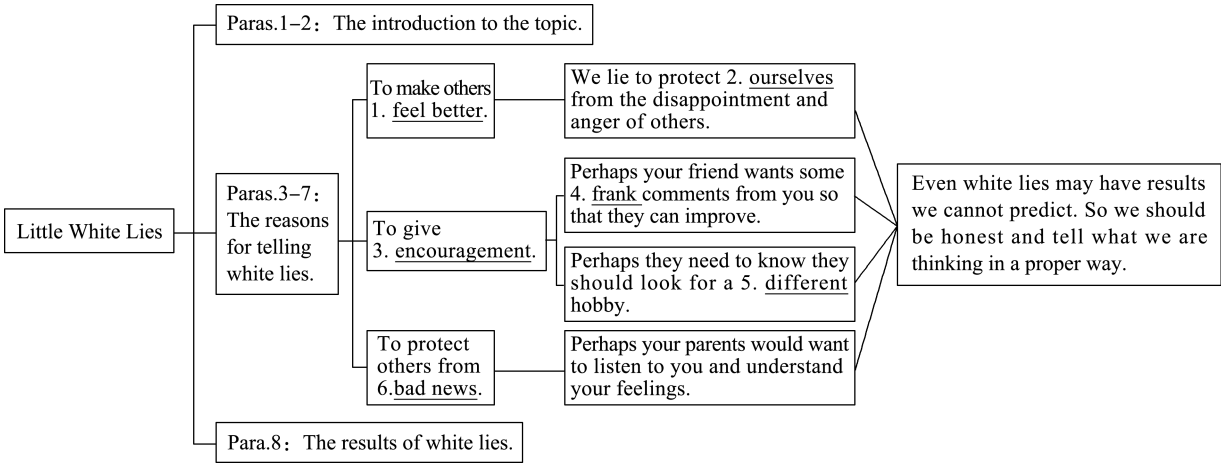 Little White Lies
Paras.1–2：The introduction to the topic.
Paras.3–7：
The reasons
for telling
white lies.
To make others
1. feel better.
We lie to protect 2. ourselves
from the disappointment and
anger of others.
To give
3. encouragement.
Perhaps your friend wants some
4. frank comments from you so
that they can improve.
Perhaps they need to know they
should look for a 5. different
hobby.
To protect
others from
6.bad news.
Perhaps your parents would want
to listen to you and understand
your feelings.
Even white lies may have results
we cannot predict. So we should
be honest and tell what we are
thinking in a proper way.
Para.8：The results of white lies.